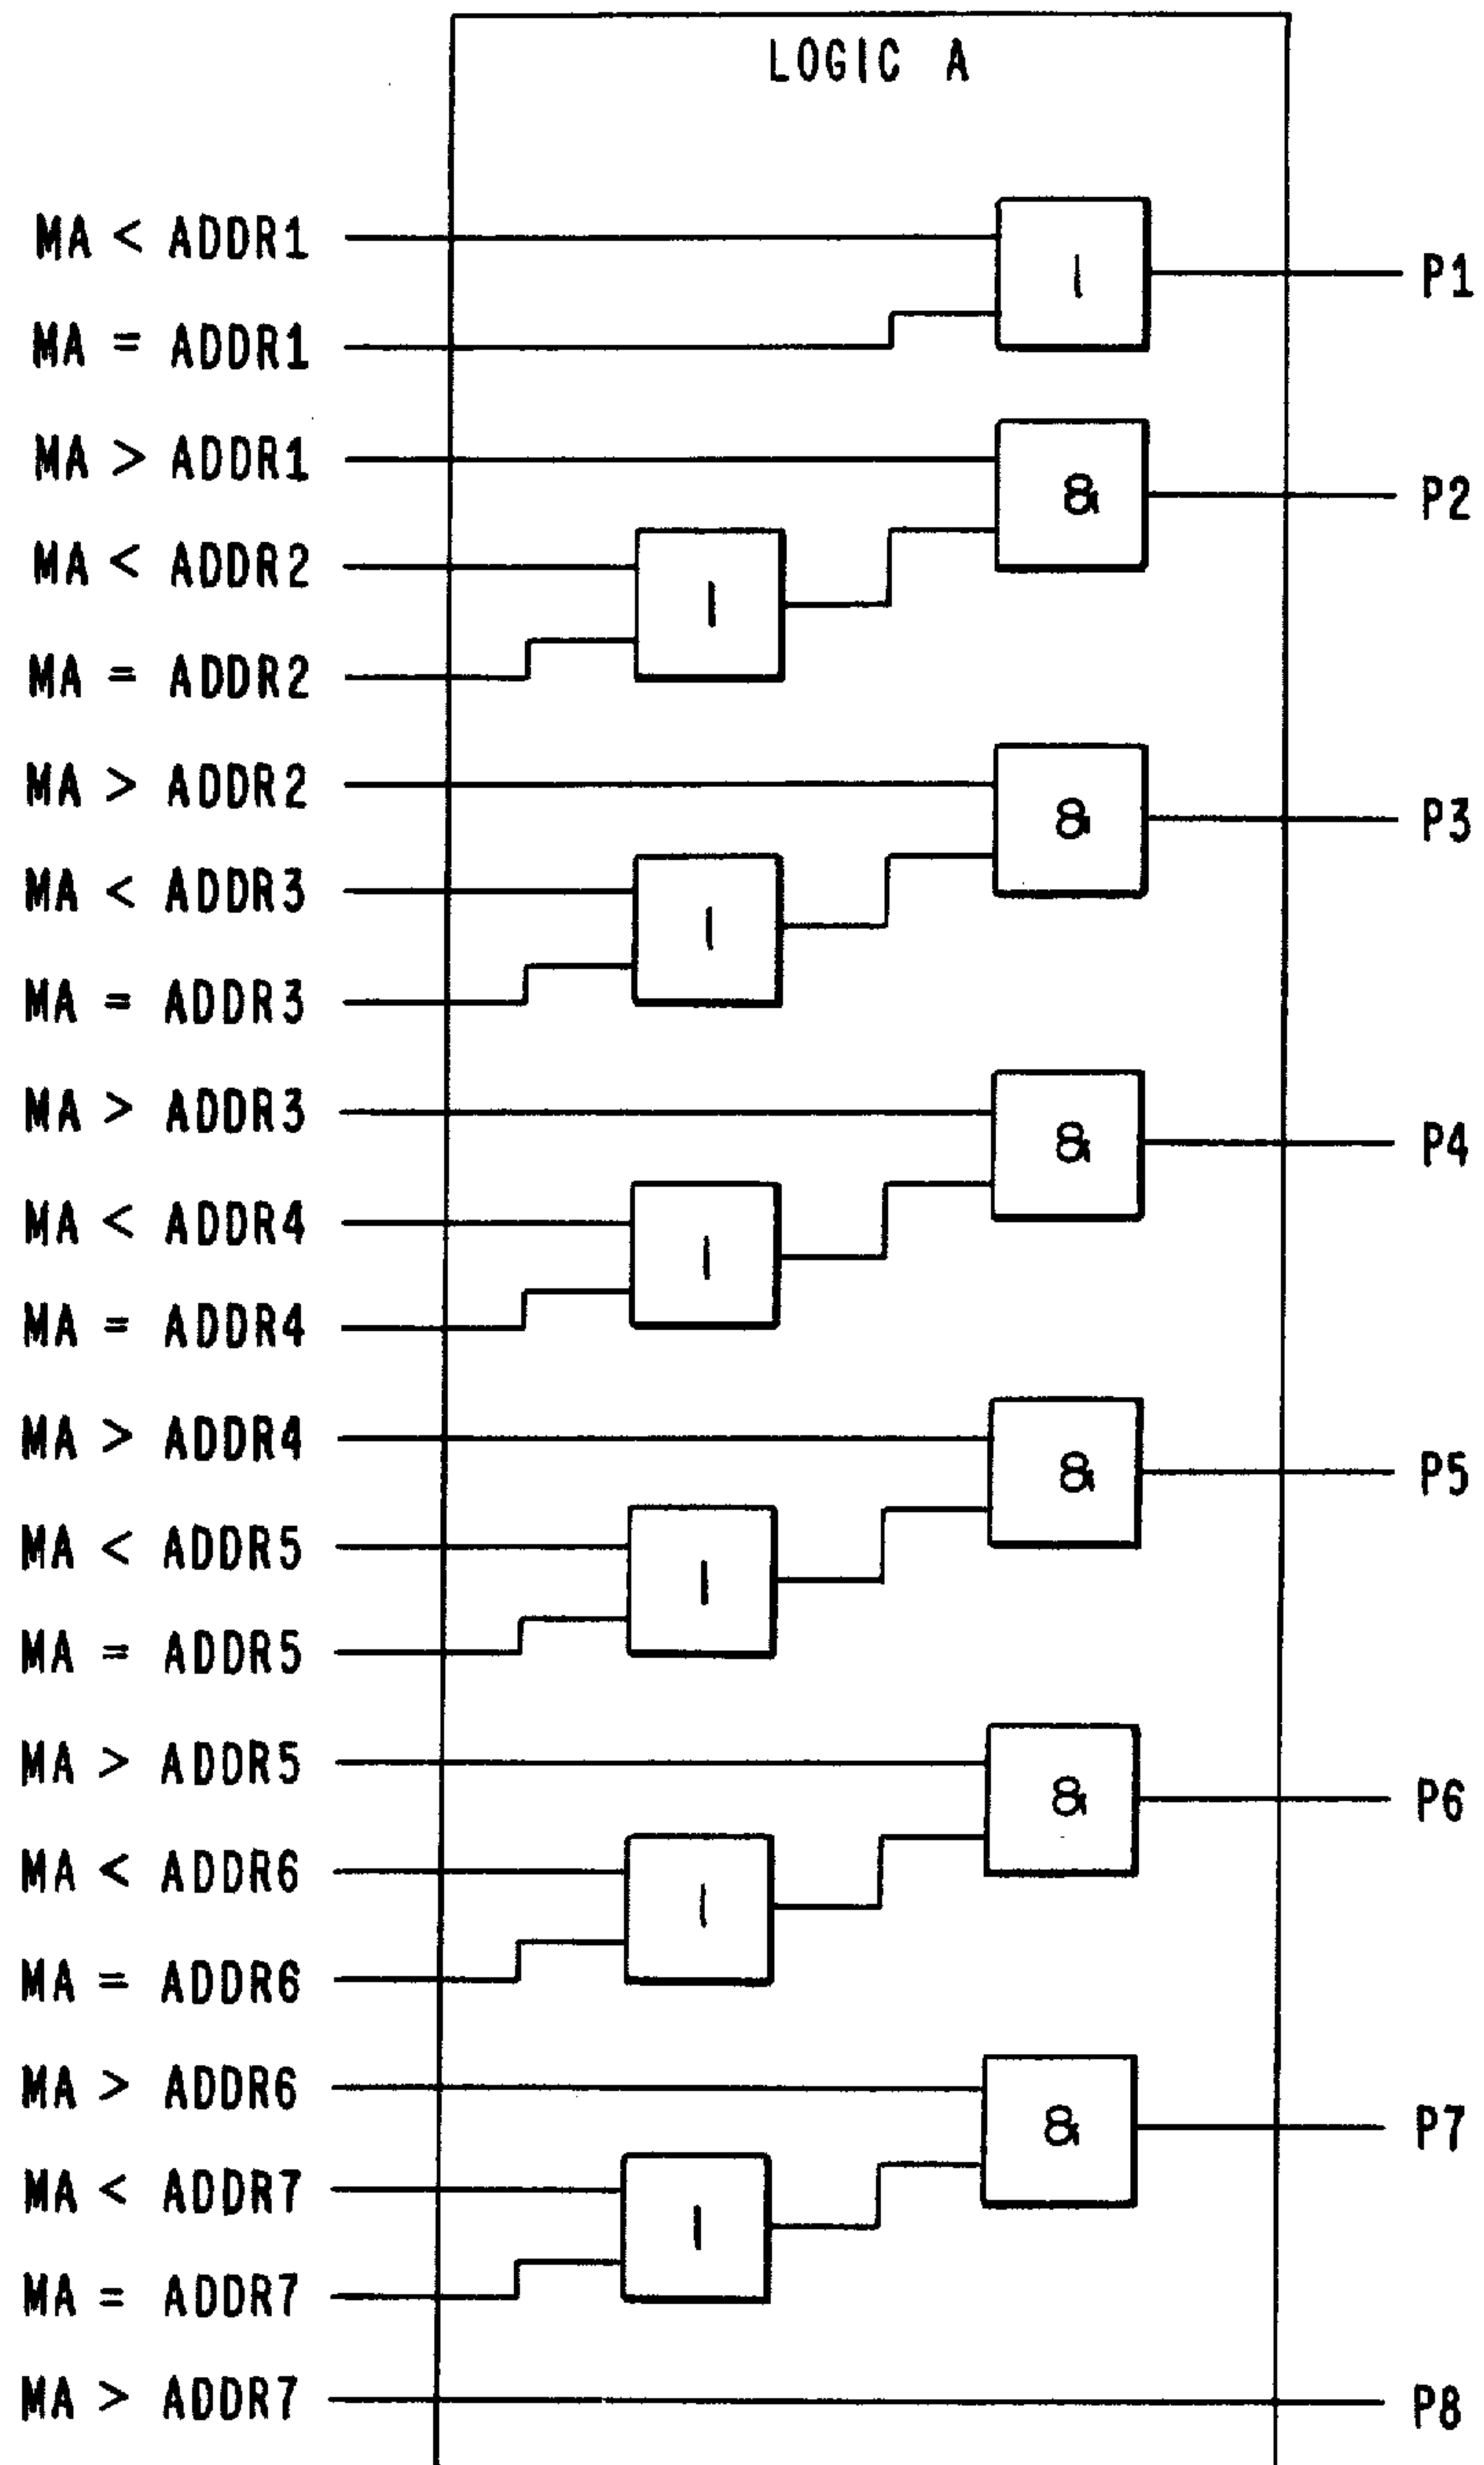 LOGIC A
MA < ADDR1
|
P1
MA = ADDR1
MA > ADDR1
&
P2
MA < ADDR2
|
MA = ADDR2
MA > ADDR2
&
P3
MA < ADDR3
|
MA = ADDR3
MA > ADDR3
&
P4
MA < ADDR4
|
MA = ADDR4
MA > ADDR4
&
P5
MA < ADDR5
|
MA = ADDR5
MA > ADDR5
&
P6
MA < ADDR6
|
MA = ADDR6
MA > ADDR6
&
P7
MA < ADDR7
|
MA = ADDR7
MA > ADDR7
P8